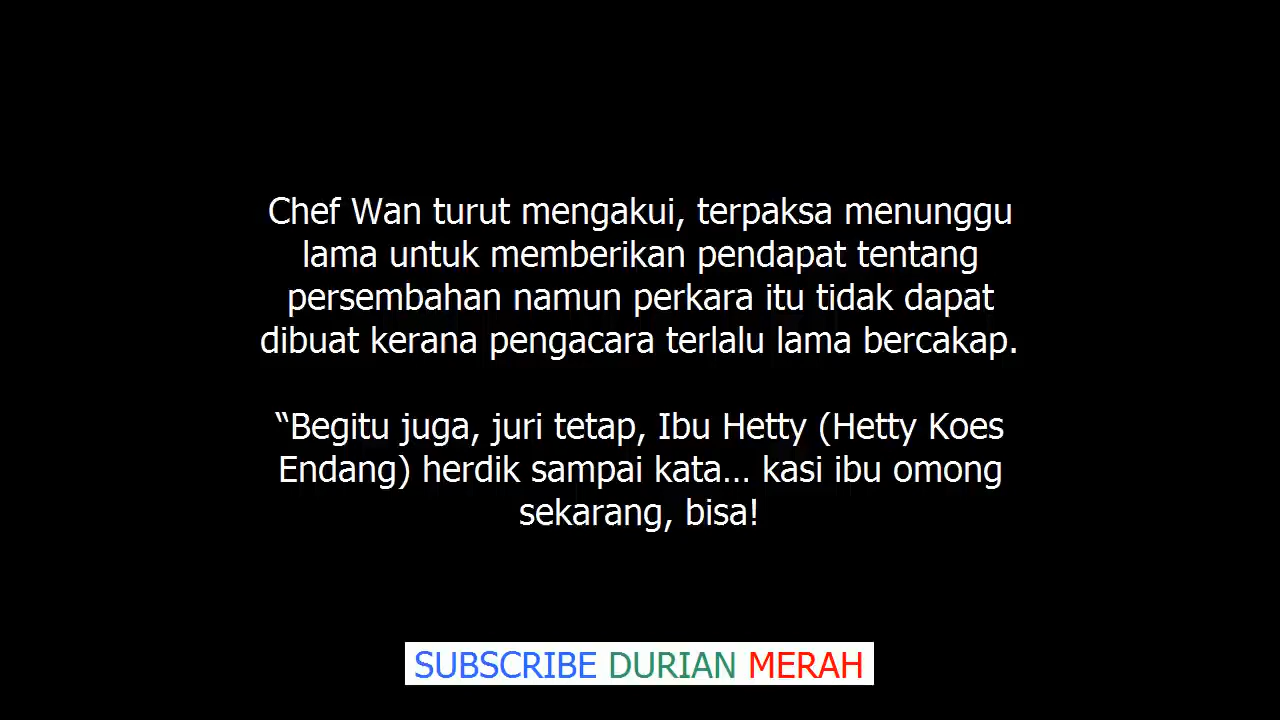 Chef Wan turut mengakui, terpaksa menunggu
lama untuk memberikan pendapat tentang
persembahan namun perkara itu tidak dapat
dibuat kerana pengacara terlalu lama bercakap.
“Begitu juga, juri tetap, Ibu Hetty (Hetty Koes
Endang) herdik sampai kata… kasi ibu omong
sekarang, bisa!
SUBSCRIBE DURIAN MERAH